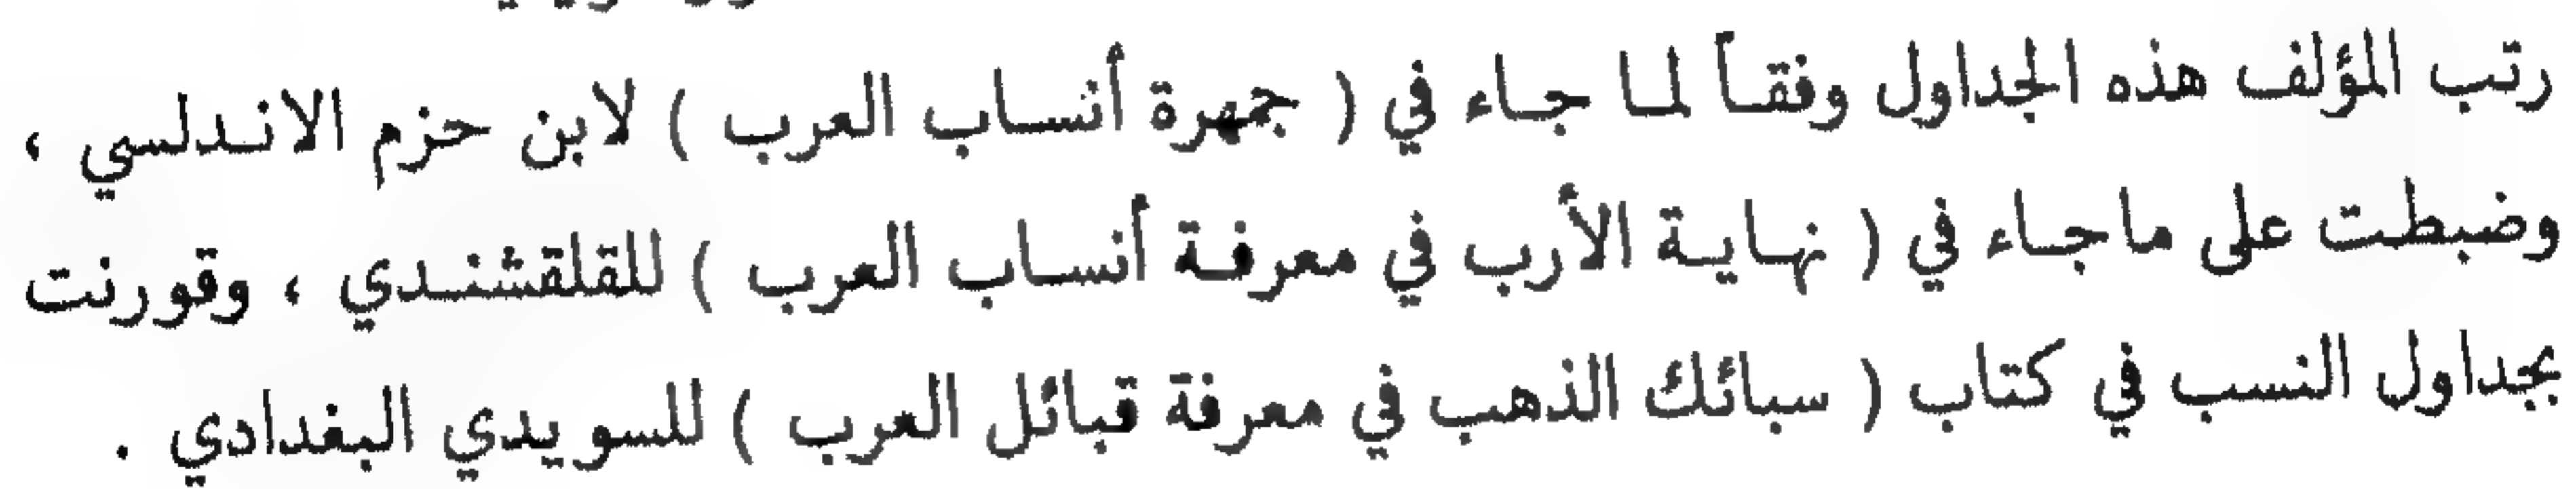 رتب المؤلف هذه الجداول وفقاً لما جاء في ( جمهرة أنساب العرب ) لابن حزم الاندلسي ،
وضبطت على ماجاء في ( نهاية الأرب في معرفة أنساب العرب ) للقلقشندي ، وقورنت
بجداول النسب في كتاب ( سبائك الذهب في معرفة قبائل العرب ) للسويدي البغدادي .